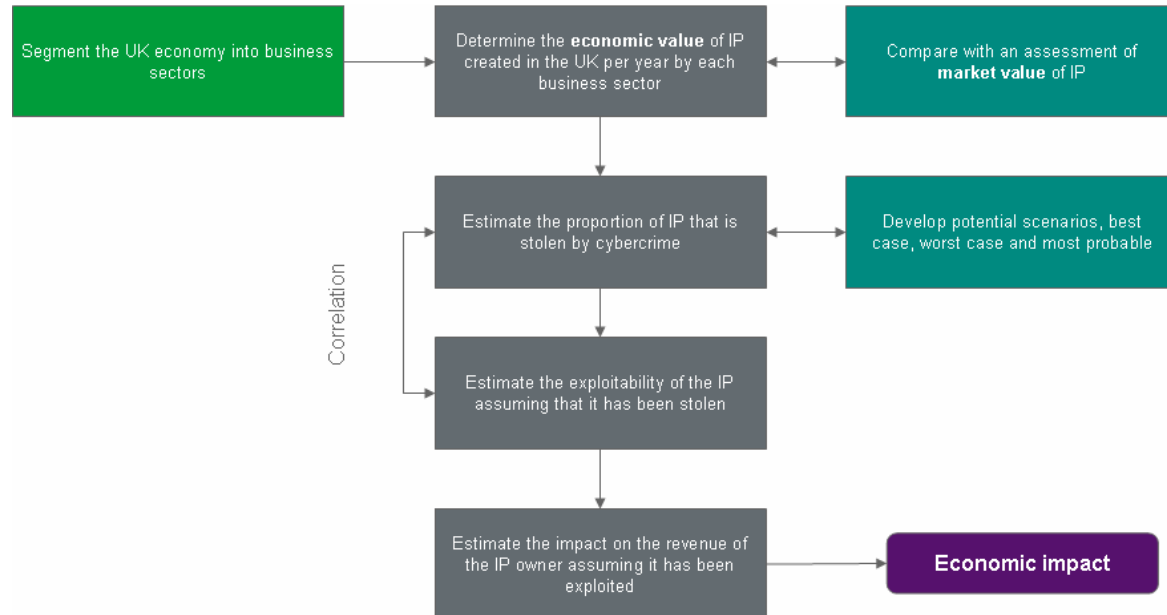 Segment the UK economy into business
sectors
Determine the economic value of IP
created in the UK per year by each
business sector
Compare with an assessment of
market value of IP
Estimate the proportion of IP that is
stolen by cybercrime
Develop potential scenarios, best
case, worst case and most probable
Correlation
Estimate the exploitability of the IP
assuming that it has been stolen
Estimate the impact on the revenue of
the IP owner assuming it has been
exploited
Economic impact